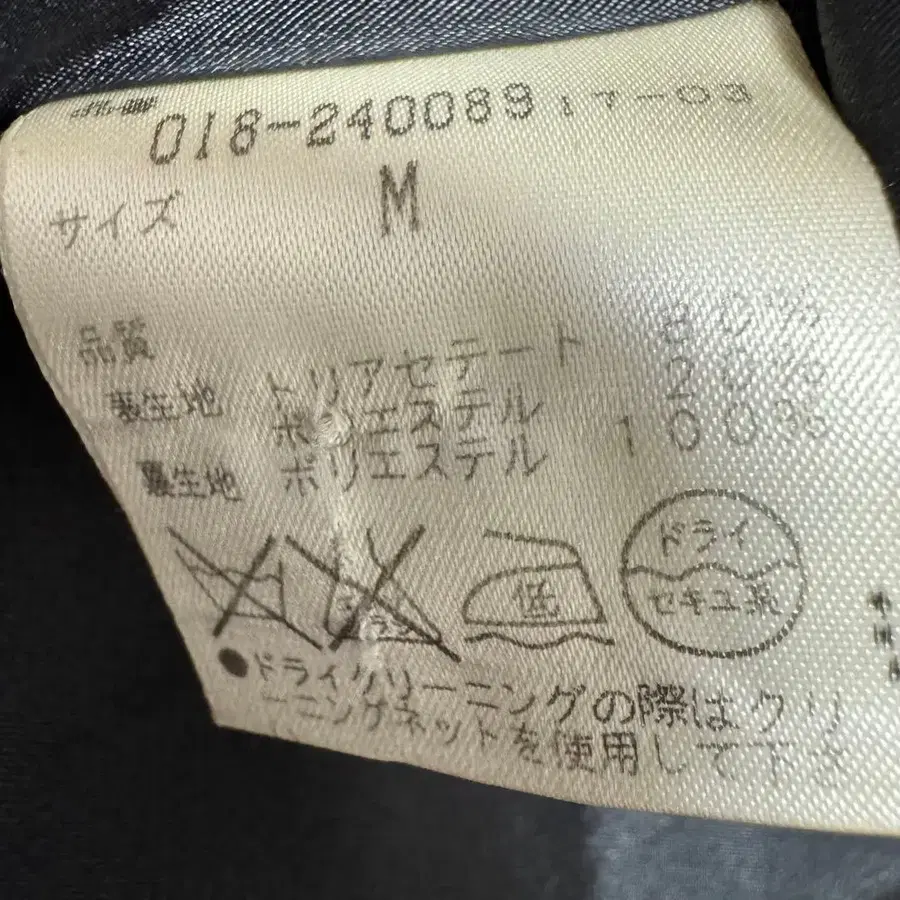 018-240089 17-03
サイズ M
品質
表生地 トリアセテート 80%
ポリエステル 20%
裏生地 ポリエステル 100%
低
ドライ
セキユ系
●ドライクリーニングの際はクリ
ーニングネットを使用して下さ